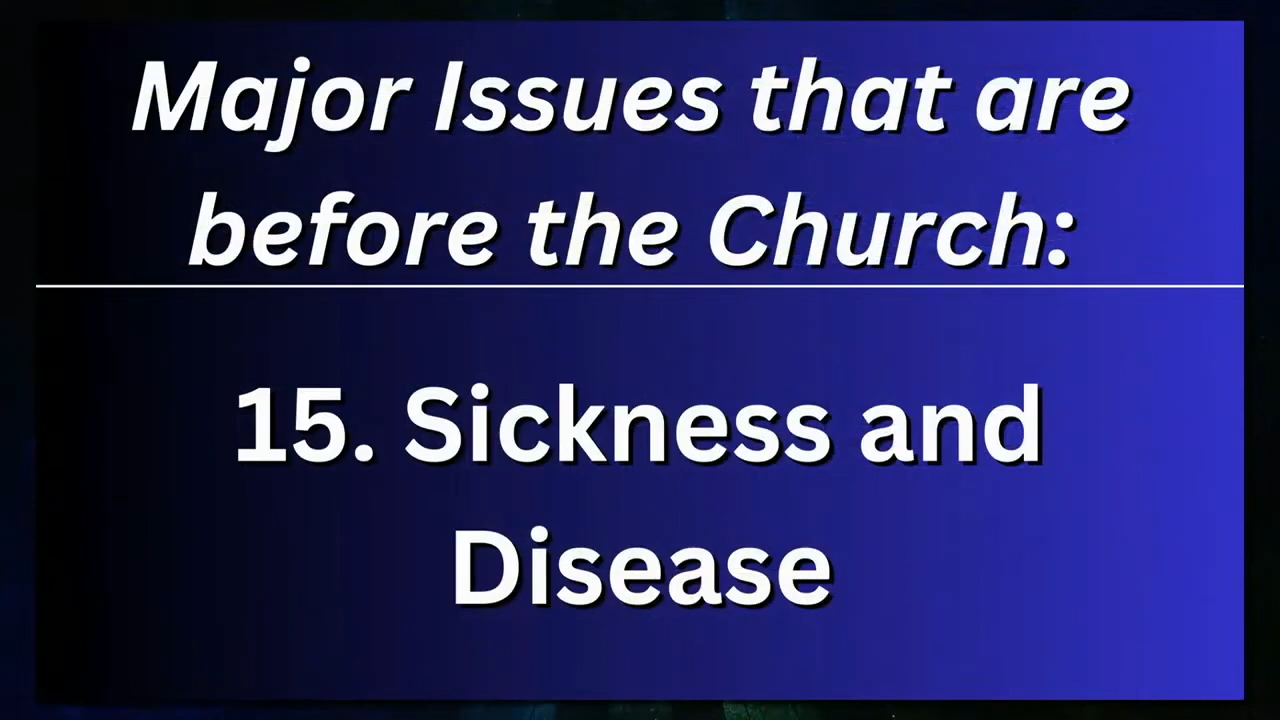 Major Issues that are
before the Church:
15. Sickness and
Disease